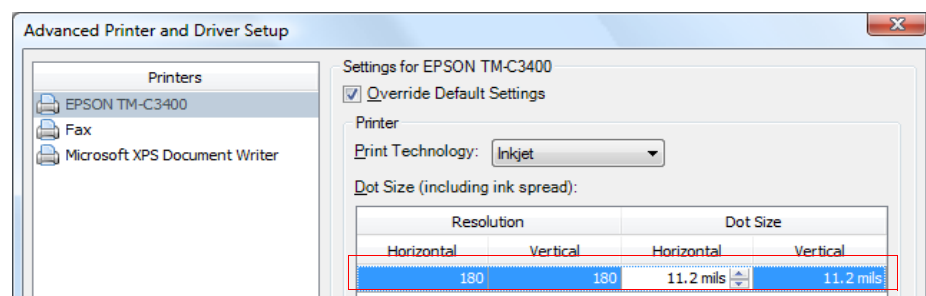 Advanced Printer and Driver Setup
Printers
EPSON TM-C3400
Fax
Microsoft XPS Document Writer
Settings for EPSON TM-C3400
Override Default Settings
Printer
Print Technology: Inkjet
Dot Size (including ink spread):
Resolution Dot Size
Horizontal Vertical Horizontal Vertical
180 180 11.2 mils 11.2 mils